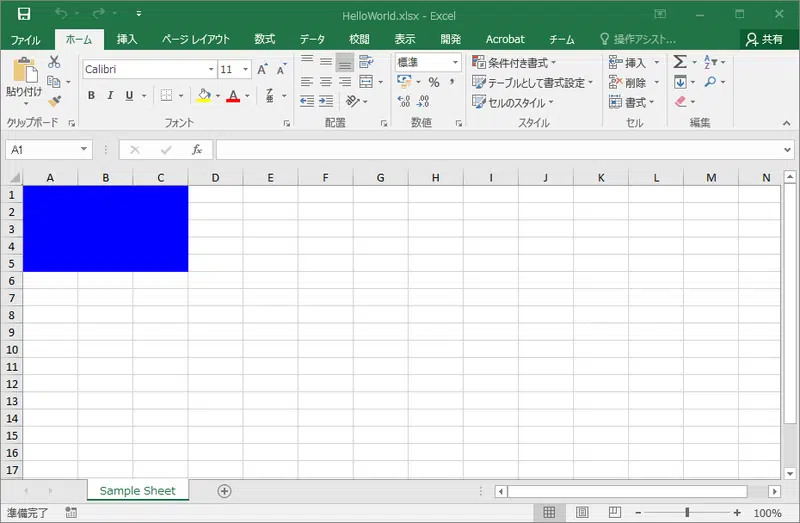 HelloWorld.xlsx - Excel
ファイル ホーム 挿入 ページ レイアウト 数式 データ 校閲 表示 開発 Acrobat チーム 操作アシスト... 共有
Calibri 11 A A 標準 条件付き書式 挿入 Σ
貼り付け B I U A 亜 % , テーブルとして書式設定 削除
セルのスタイル 書式
クリップボード フォント 配置 数値 スタイル セル 編集
A1 fx
A B C D E F G H I J K L M N
1
2
3
4
5
6
7
8
9
10
11
12
13
14
15
16
17
Sample Sheet
準備完了 100%